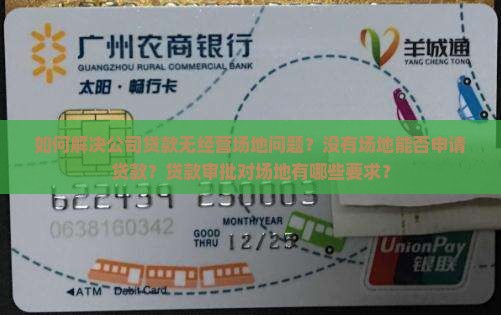 广州农商银行
GUANGZHOU RURAL COMMERCIAL BANK
羊城通
YANG CHENG TONG
太阳·畅行卡
如何解决公司贷款无经营场地问题？没有场地能否申请
贷款？贷款审批对场地有哪些要求？
622439
0638160342
MONTH/YEAR
GOOD
THRU
12/25
UnionPay
银联
◄ATM Debit Card